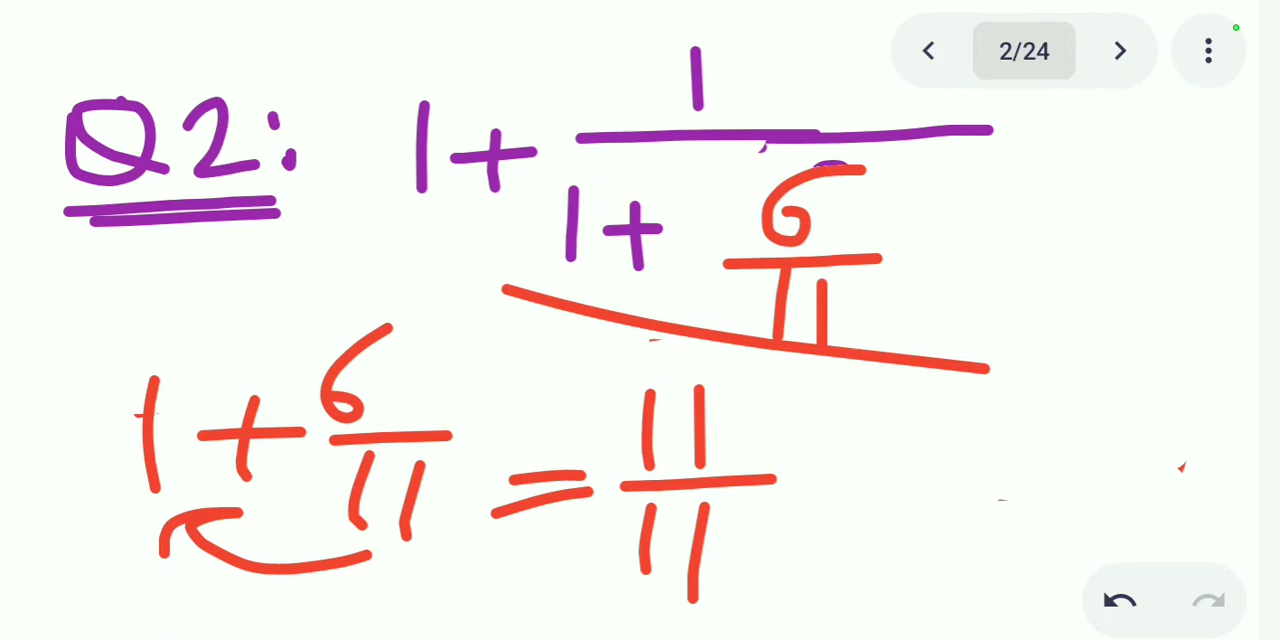 2/24
Q2: 1 + 1
1 + 6
11
1 + 6/11 = 11/11